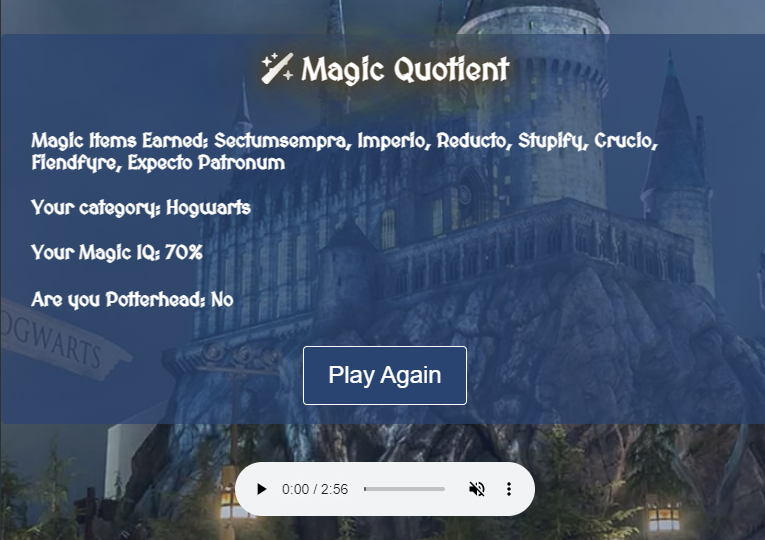 Magic Quotient
Magic Items Earned: Sectumsempra, Imperio, Reducto, Stupify, Crucio,
Fiendfyre, Expecto Patronum
Your category: Hogwarts
Your Magic IQ: 70%
Are you Potterhead: No
OGWARTS
Play Again
0:00 / 2:56